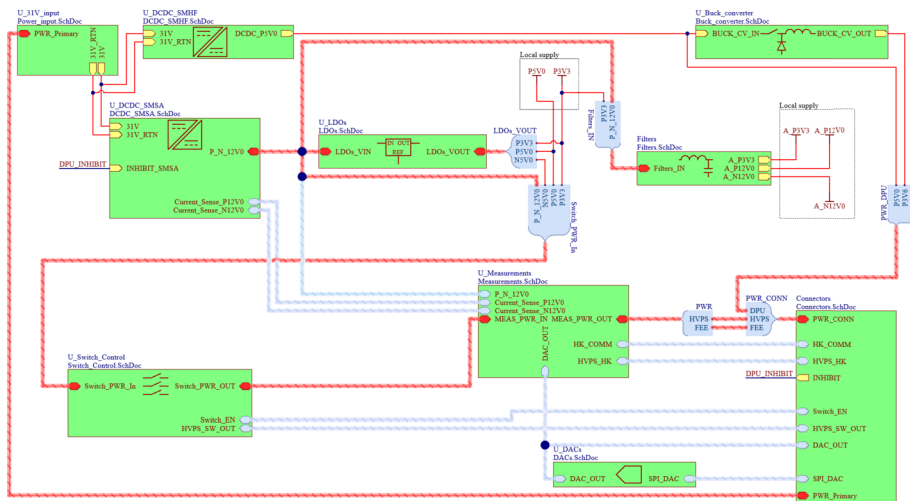 U_31V_input
Power_input.SchDoc
PWR_Primary
31V
31V_RTN
U_DCDC_SMHF
DCDC_SMHF.SchDoc
31V
31V_RTN
DCDC_P5V0
U_Buck_converter
Buck_converter.SchDoc
BUCK_CV_IN
BUCK_CV_OUT
U_DCDC_SMSA
DCDC_SMSA.SchDoc
31V
31V_RTN
P_N_12V0
DPU_INHIBIT
INHIBIT_SMSA
Current_Sense_P12V0
Current_Sense_N12V0
U_LDOs
LDOs.SchDoc
LDOs_VIN
IN OUT
REF
LDOs_VOUT
LDOs_VOUT
P3V3
P5V0
N5V0
Local supply
P5V0
P3V3
Filters_IN
P3V3
P_N_12V0
Filters
Filters.SchDoc
Filters_IN
A_P3V3
A_P12V0
A_N12V0
Local supply
A_P3V3
A_P12V0
A_N12V0
P_N_12V0
N5V0
P5V0
P3V3
Switch_PWR_In
PWR_DPU
P5V0
P3V8
U_Measurements
Measurements.SchDoc
P_N_12V0
Current_Sense_P12V0
Current_Sense_N12V0
MEAS_PWR_IN
MEAS_PWR_OUT
DAC_OUT
HK_COMM
HVPS_HK
PWR
HVPS
FEE
PWR_CONN
DPU
HVPS
FEE
Connectors
Connectors.SchDoc
PWR_CONN
HK_COMM
HVPS_HK
DPU_INHIBIT
INHIBIT
Switch_EN
HVPS_SW_OUT
DAC_OUT
SPI_DAC
PWR_Primary
U_Switch_Control
Switch_Control.SchDoc
Switch_PWR_In
Switch_PWR_OUT
Switch_EN
HVPS_SW_OUT
U_DACs
DACs.SchDoc
DAC_OUT
SPI_DAC